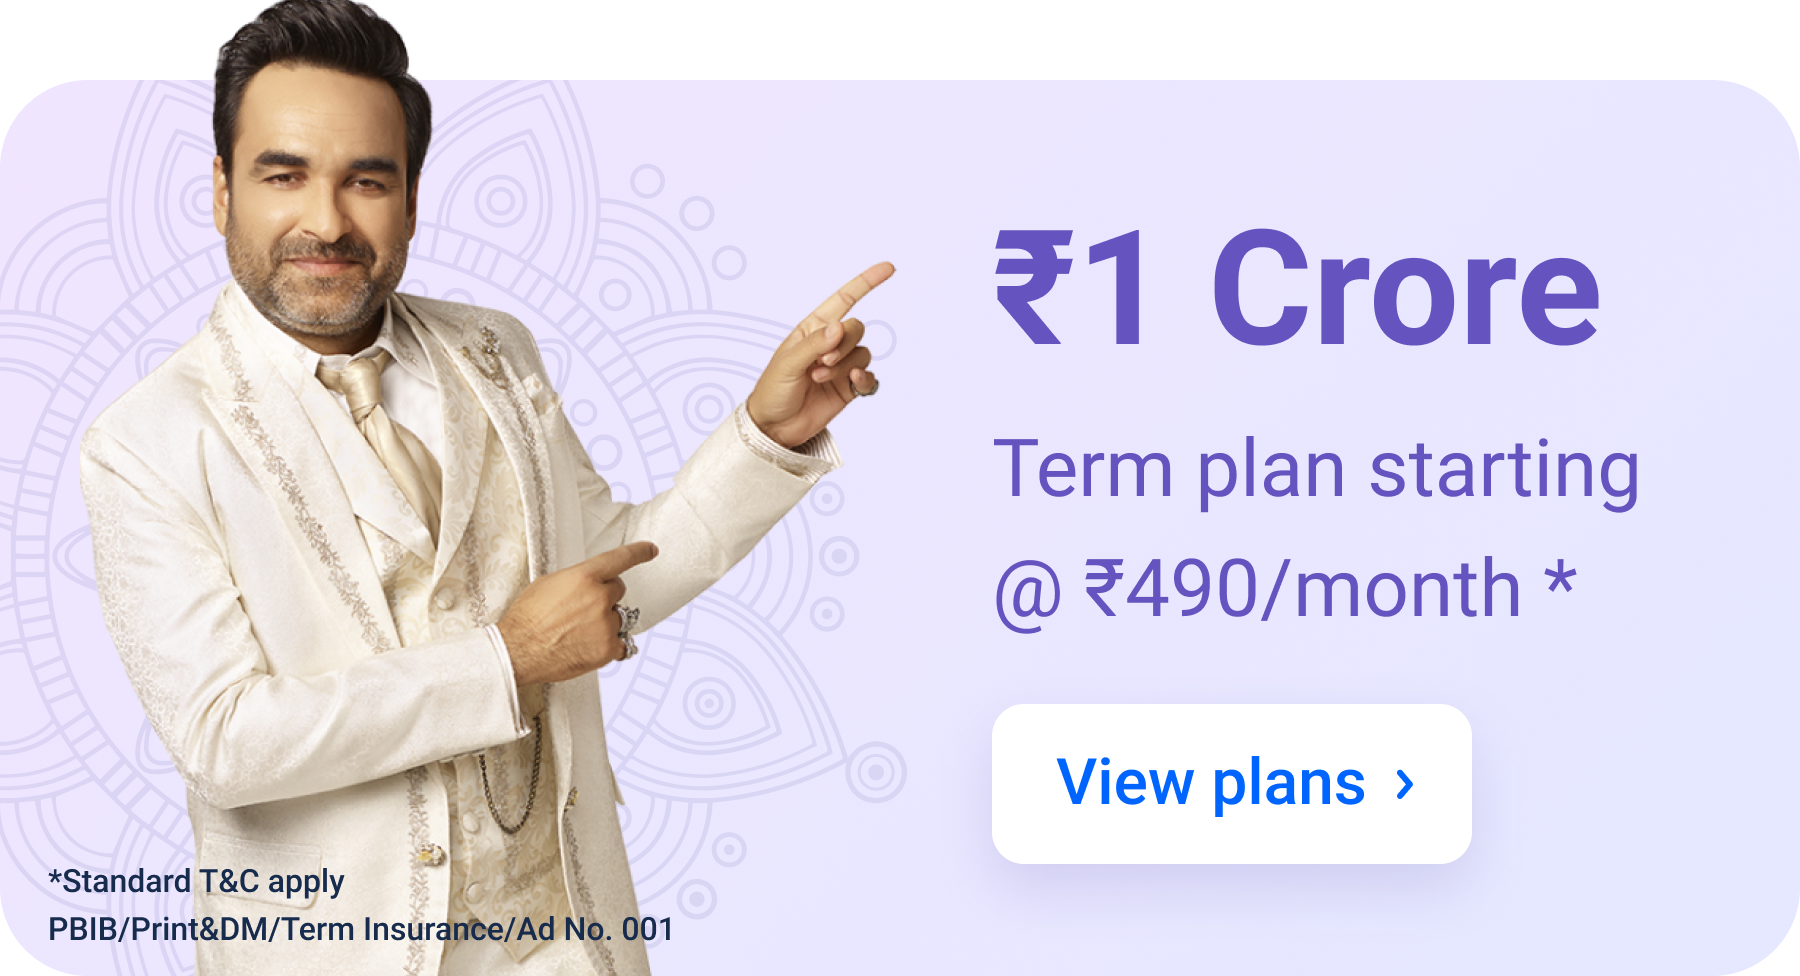 ₹1 Crore
Term plan starting
@ ₹490/month *
View plans ›
*Standard T&C apply
PBIB/Print&DM/Term Insurance/Ad No. 001